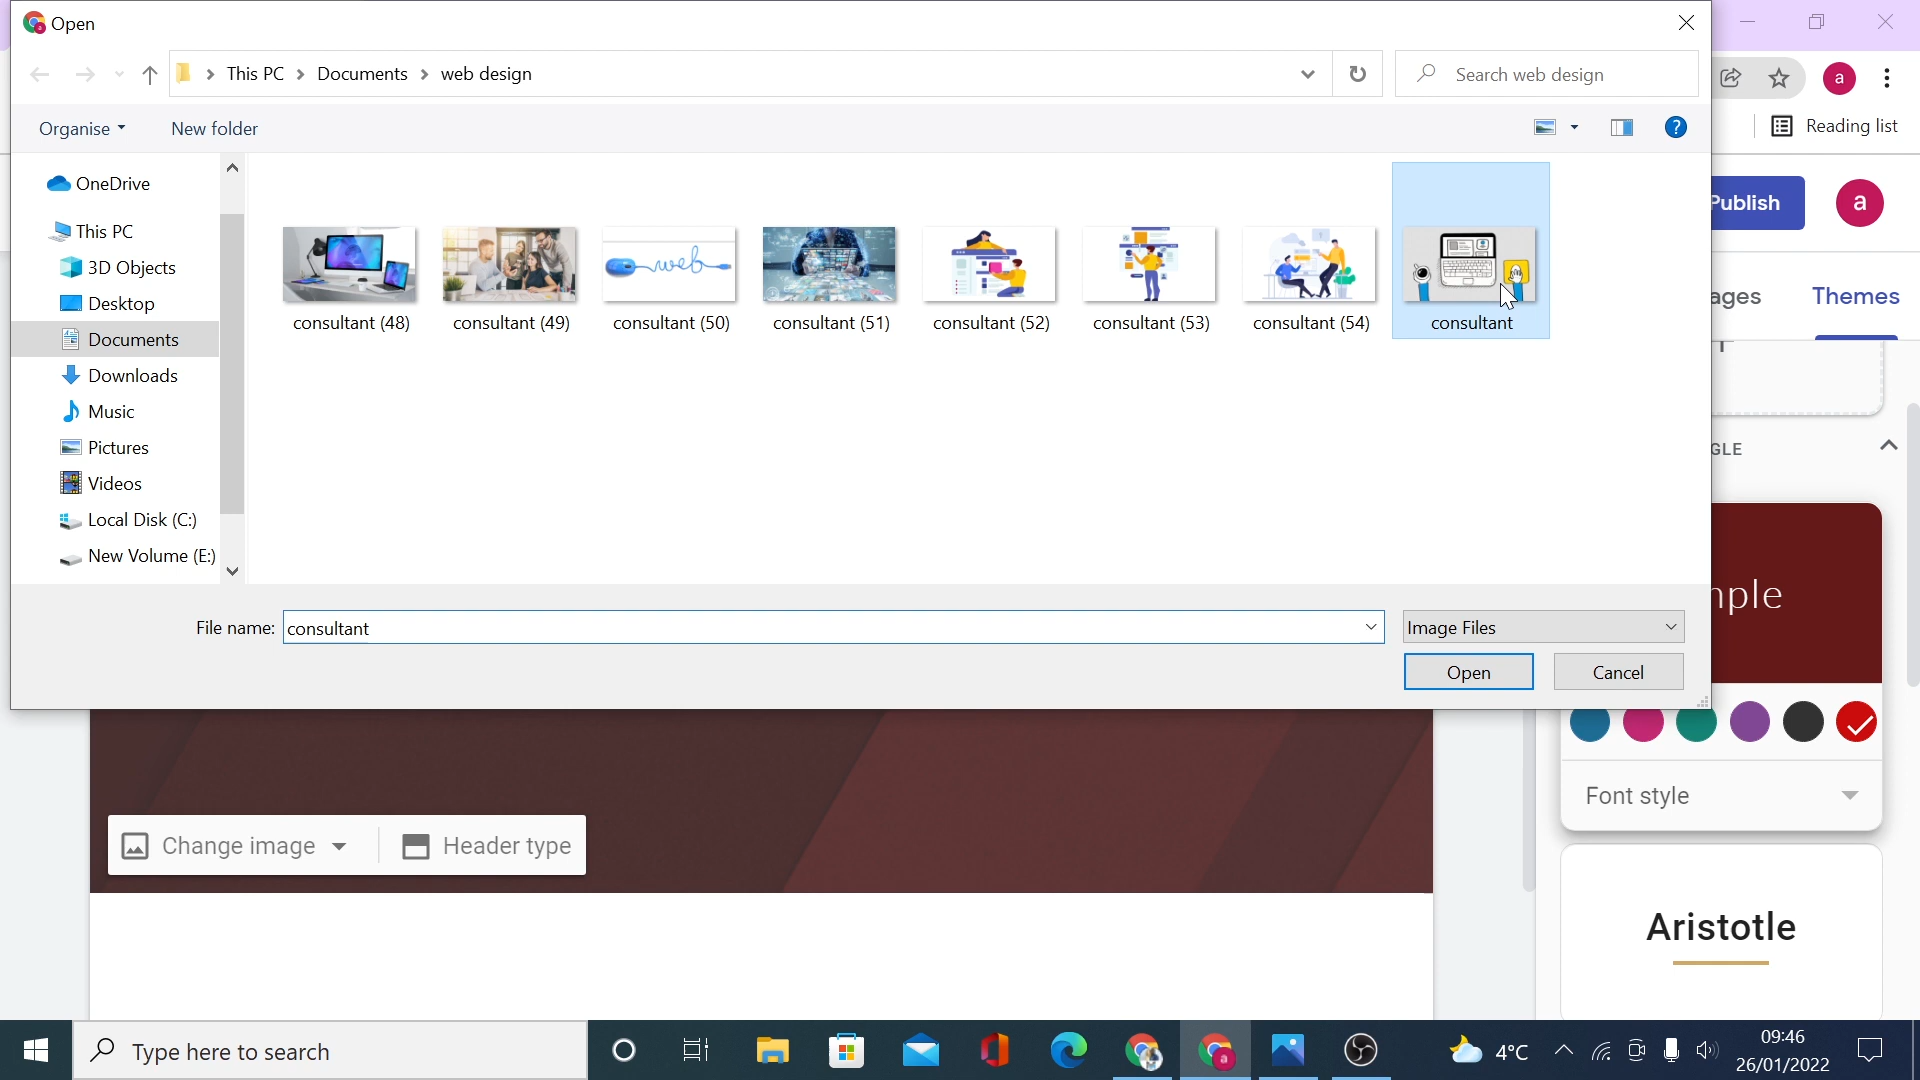 Open
This PC > Documents > web design
Search web design
a
Organise
New folder
Reading list
OneDrive
This PC
3D Objects
Desktop
Documents
Downloads
Music
Pictures
Videos
Local Disk (C:)
New Volume (E:)
web
consultant (48)
consultant (49)
consultant (50)
consultant (51)
consultant (52)
consultant (53)
consultant (54)
consultant
Publish
a
ages
Themes
GLE
File name:
consultant
Image Files
Open
Cancel
Change image
Header type
Font style
Aristotle
Type here to search
4°C
09:46
26/01/2022